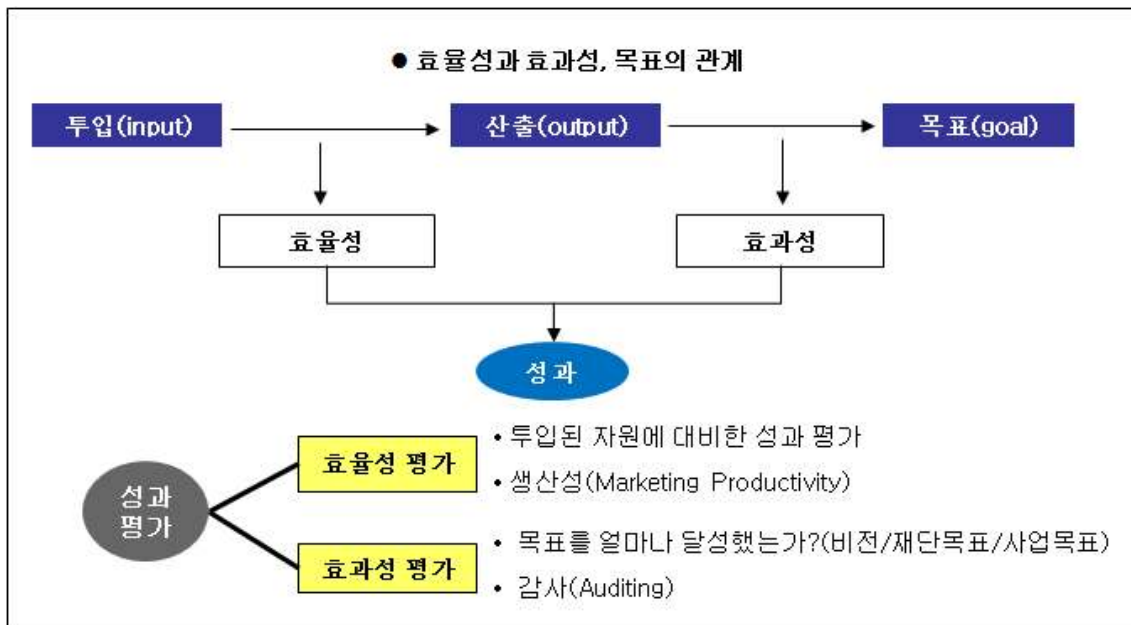 ● 효율성과 효과성, 목표의 관계
투입(input)
산출(output)
목표(goal)
효율성
효과성
성과
성과
평가
효율성 평가
• 투입된 자원에 대비한 성과 평가
• 생산성(Marketing Productivity)
효과성 평가
• 목표를 얼마나 달성했는가?(비전/재단목표/사업목표)
• 감사(Auditing)